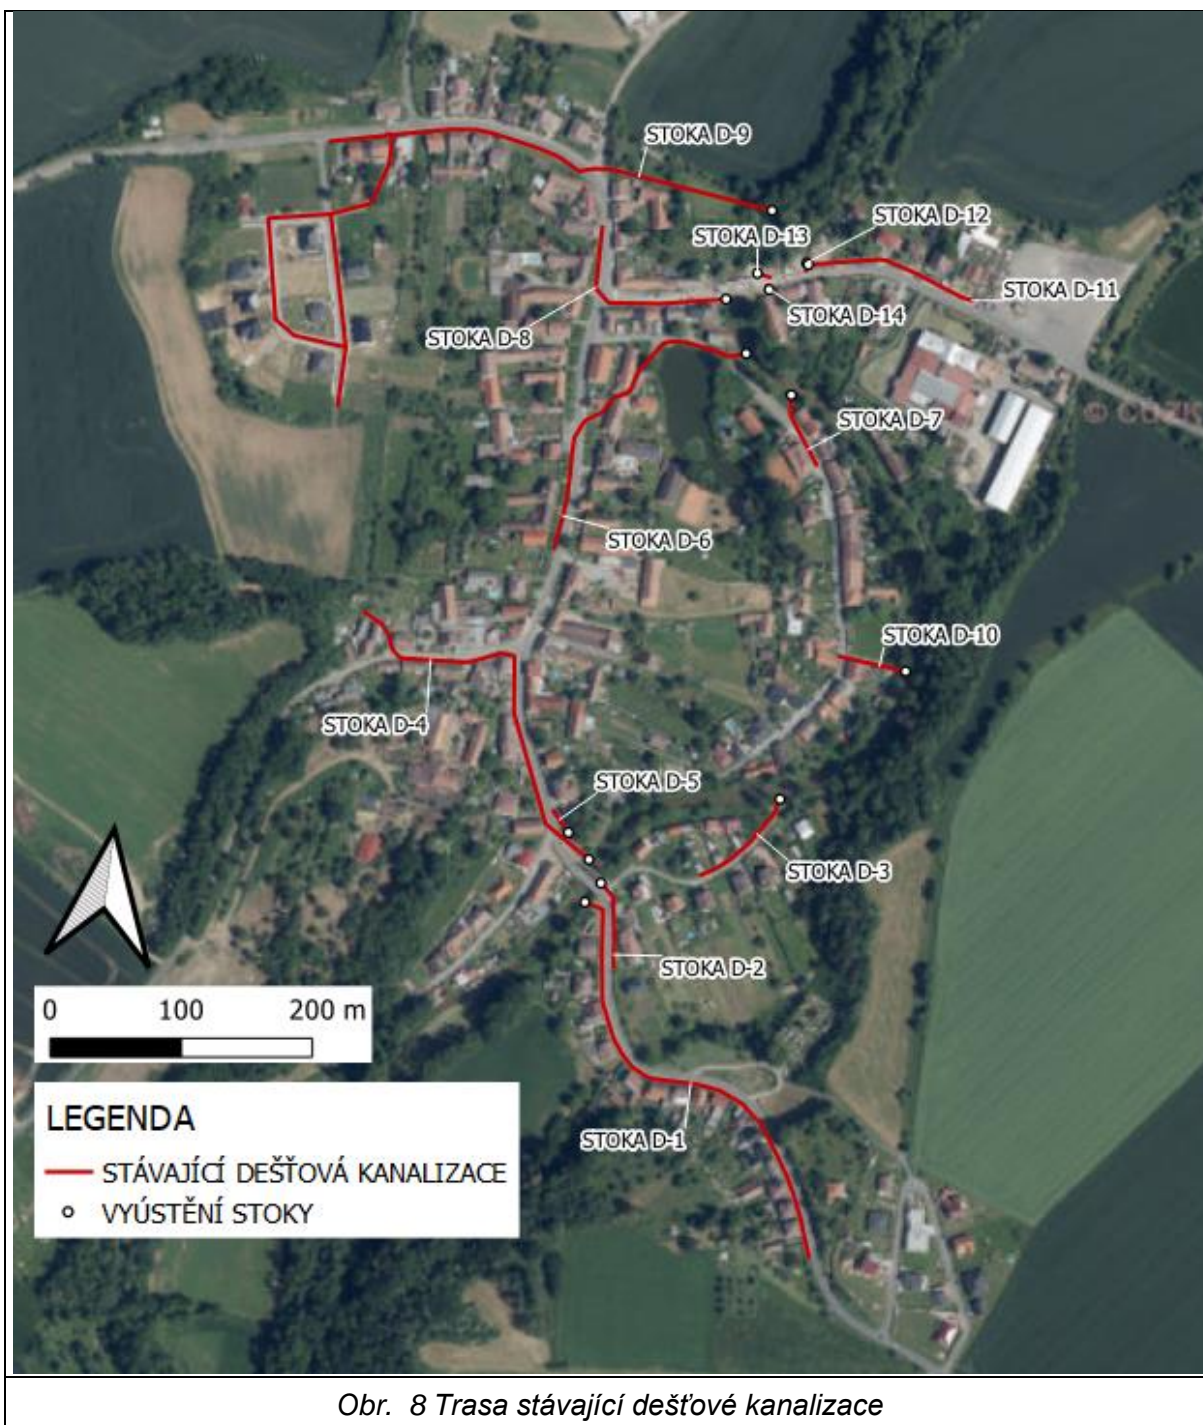 STOKA D-9
STOKA D-12
STOKA D-13
STOKA D-11
STOKA D-14
STOKA D-8
STOKA D-7
STOKA D-6
STOKA D-10
STOKA D-4
STOKA D-5
STOKA D-3
STOKA D-2
0 100 200 m
LEGENDA
STÁVAJÍCÍ DEŠŤOVÁ KANALIZACE
VYÚSTĚNÍ STOKY
STOKA D-1
Obr. 8 Trasa stávající dešťové kanalizace